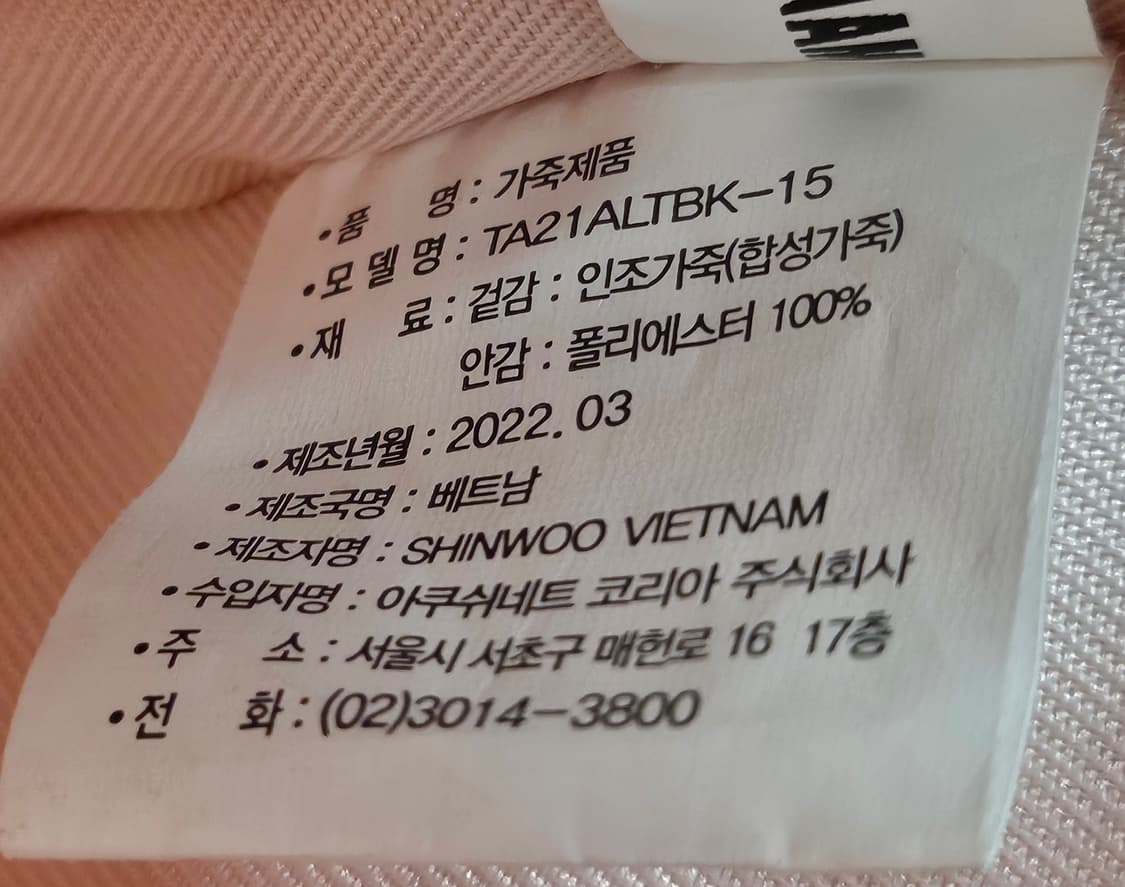 •품 명 : 가죽제품
•모델명 : TA21ALTBK-15
•재 료 : 겉감 : 인조가죽(합성가죽)
안감 : 폴리에스터 100%
•제조년월 : 2022. 03
•제조국명 : 베트남
•제조자명 : SHINWOO VIETNAM
•수입자명 : 아쿠쉬네트 코리아 주식회사
•주 소 : 서울시 서초구 매헌로 16 17층
•전 화 : (02)3014-3800